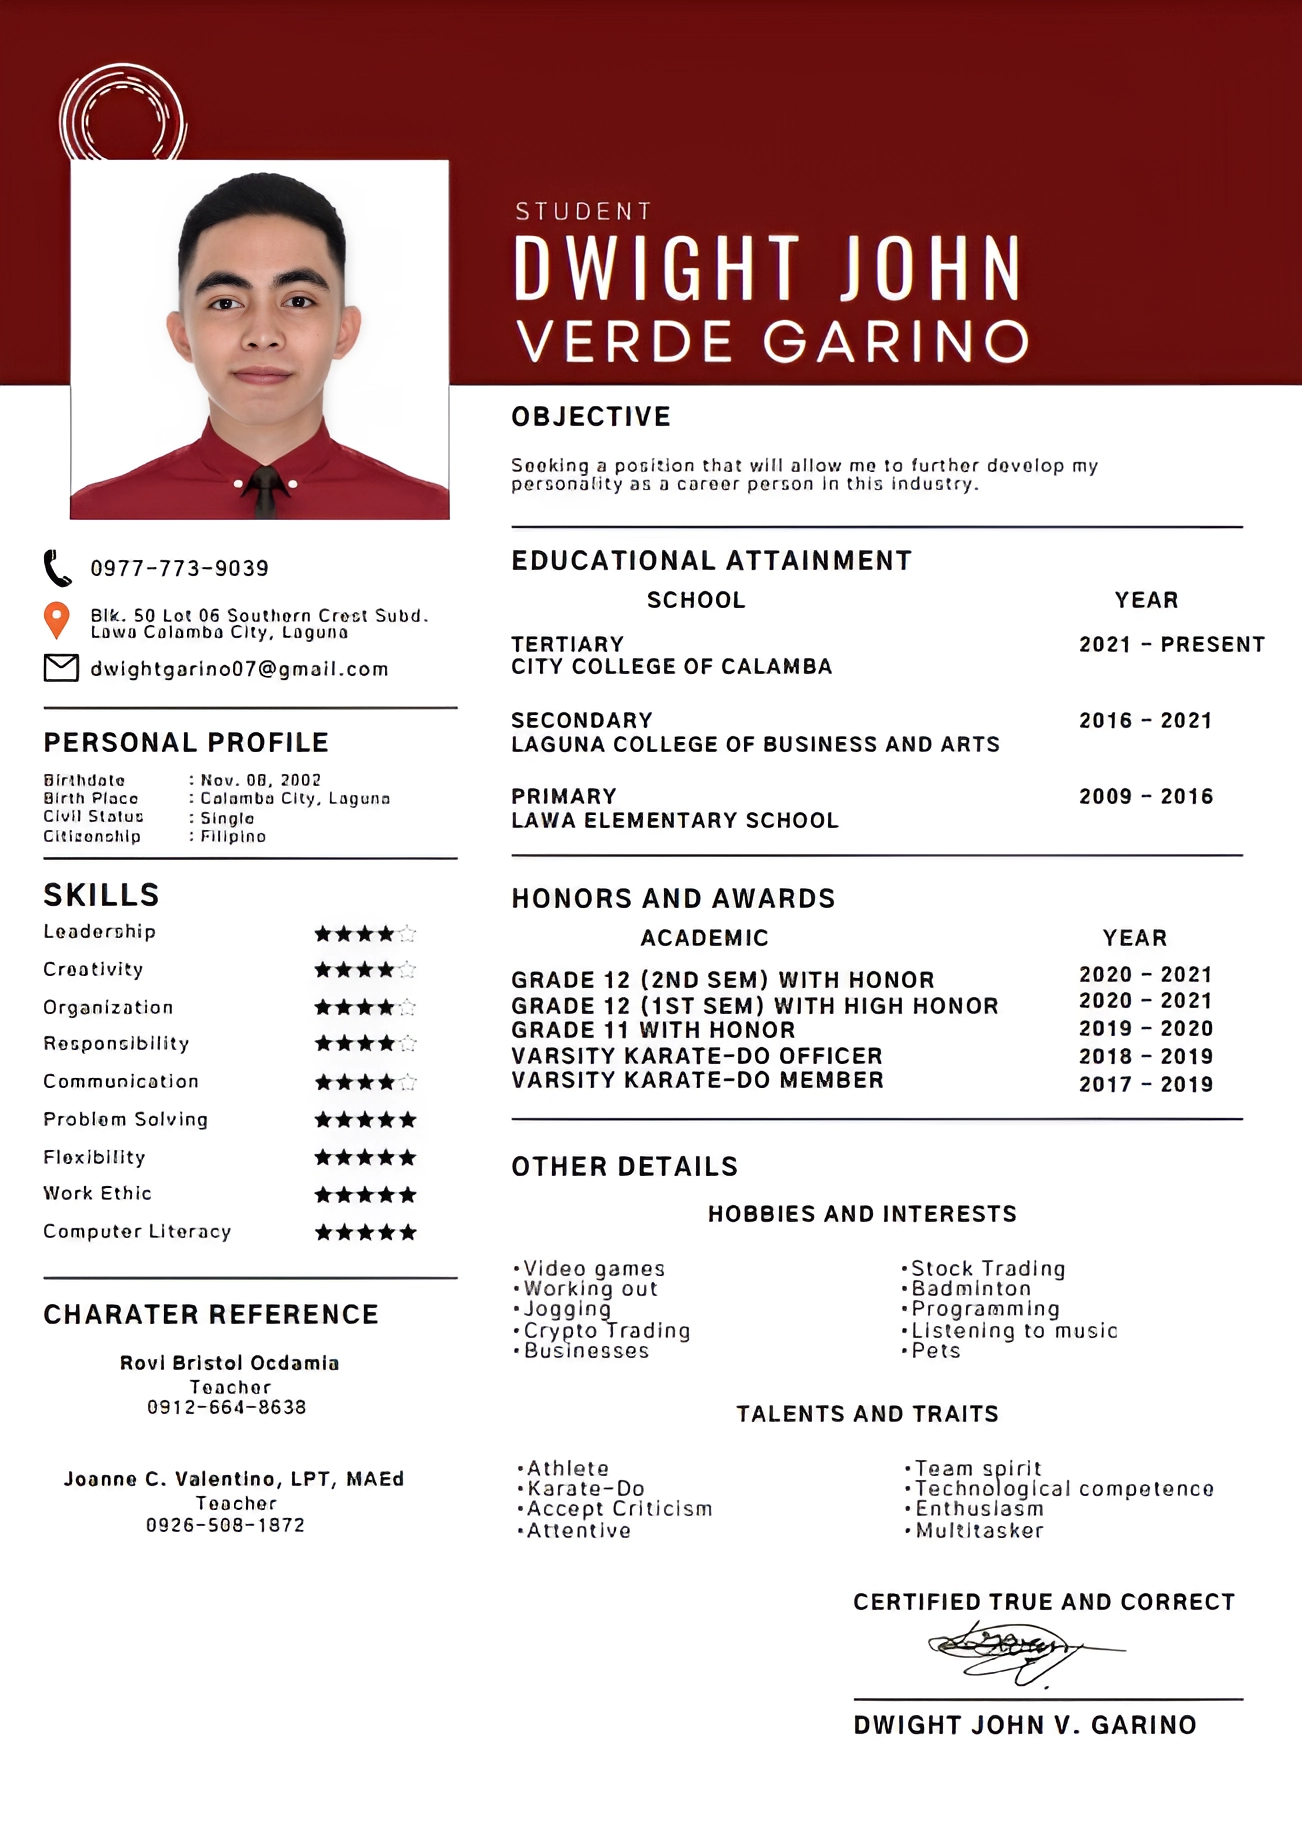 STUDENT
DWIGHT JOHN
VERDE GARINO
0977-773-9039
Blk. 50 Lot 06 Southern Crest Subd.
Lawa Calamba City, Laguna
dwightgarino07@gmail.com
PERSONAL PROFILE
Birthdate : Nov. 08, 2002
Birth Place : Calamba City, Laguna
Civil Status : Single
Citizenship : Filipino
SKILLS
Leadership ★★★★☆
Creativity ★★★★☆
Organization ★★★★☆
Responsibility ★★★★☆
Communication ★★★★☆
Problem Solving ★★★★★
Flexibility ★★★★★
Work Ethic ★★★★★
Computer Literacy ★★★★★
CHARATER REFERENCE
Rovi Bristol Ocdamia
Teacher
0912-664-8638
Joanne C. Valentino, LPT, MAEd
Teacher
0926-508-1872
OBJECTIVE
Seeking a position that will allow me to further develop my
personality as a career person in this industry.
EDUCATIONAL ATTAINMENT
SCHOOL YEAR
TERTIARY 2021 - PRESENT
CITY COLLEGE OF CALAMBA
SECONDARY 2016 - 2021
LAGUNA COLLEGE OF BUSINESS AND ARTS
PRIMARY 2009 - 2016
LAWA ELEMENTARY SCHOOL
HONORS AND AWARDS
ACADEMIC YEAR
GRADE 12 (2ND SEM) WITH HONOR 2020 - 2021
GRADE 12 (1ST SEM) WITH HIGH HONOR 2020 - 2021
GRADE 11 WITH HONOR 2019 - 2020
VARSITY KARATE-DO OFFICER 2018 - 2019
VARSITY KARATE-DO MEMBER 2017 - 2019
OTHER DETAILS
HOBBIES AND INTERESTS
•Video games
•Working out
•Jogging
•Crypto Trading
•Businesses
•Stock Trading
•Badminton
•Programming
•Listening to music
•Pets
TALENTS AND TRAITS
•Athlete
•Karate-Do
•Accept Criticism
•Attentive
•Team spirit
•Technological competence
•Enthusiasm
•Multitasker
CERTIFIED TRUE AND CORRECT
DWIGHT JOHN V. GARINO